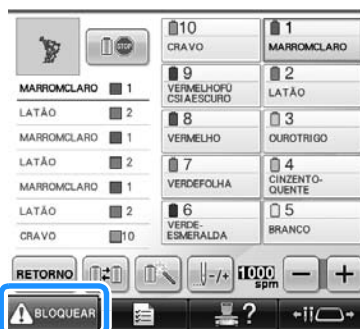 10
CRAVO
1
MARROMCLARO
9
VERMELHOFÚ
CSIAESCURO
2
LATÃO
8
VERMELHO
3
OUROTRIGO
7
VERDEFOLHA
4
CINZENTO-
QUENTE
6
VERDE-
ESMERALDA
5
BRANCO
MARROMCLARO 1
LATÃO 2
MARROMCLARO 1
LATÃO 2
MARROMCLARO 1
LATÃO 2
CRAVO 10
RETORNO
-/+
1000
spm
- +
BLOQUEAR
?